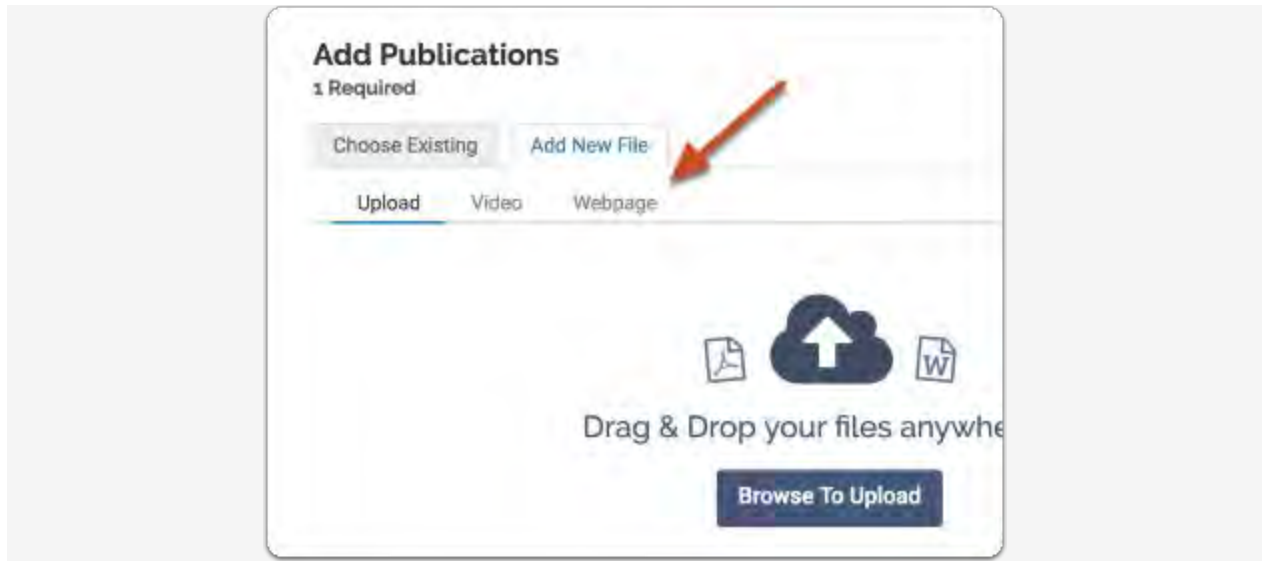 Add Publications
1 Required
Choose Existing Add New File
Upload Video Webpage
W
Drag & Drop your files anywhe
Browse To Upload